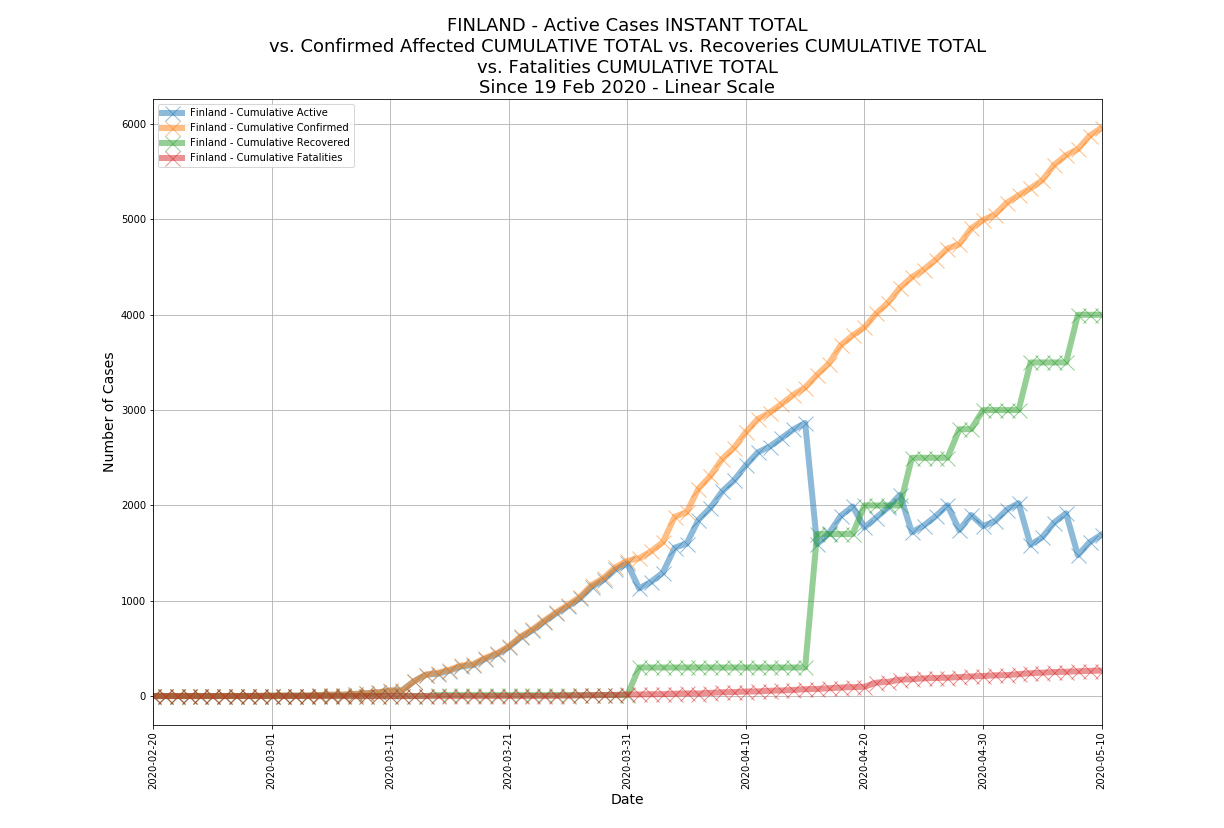 FINLAND - Active Cases INSTANT TOTAL
vs. Confirmed Affected CUMULATIVE TOTAL vs. Recoveries CUMULATIVE TOTAL
vs. Fatalities CUMULATIVE TOTAL
Since 19 Feb 2020 - Linear Scale
Finland - Cumulative Active
Finland - Cumulative Confirmed
Finland - Cumulative Recovered
Finland - Cumulative Fatalities
Number of Cases
6000
5000
4000
3000
2000
1000
0
2020-02-20
2020-03-01
2020-03-11
2020-03-21
2020-03-31
2020-04-10
2020-04-20
2020-04-30
2020-05-10
Date